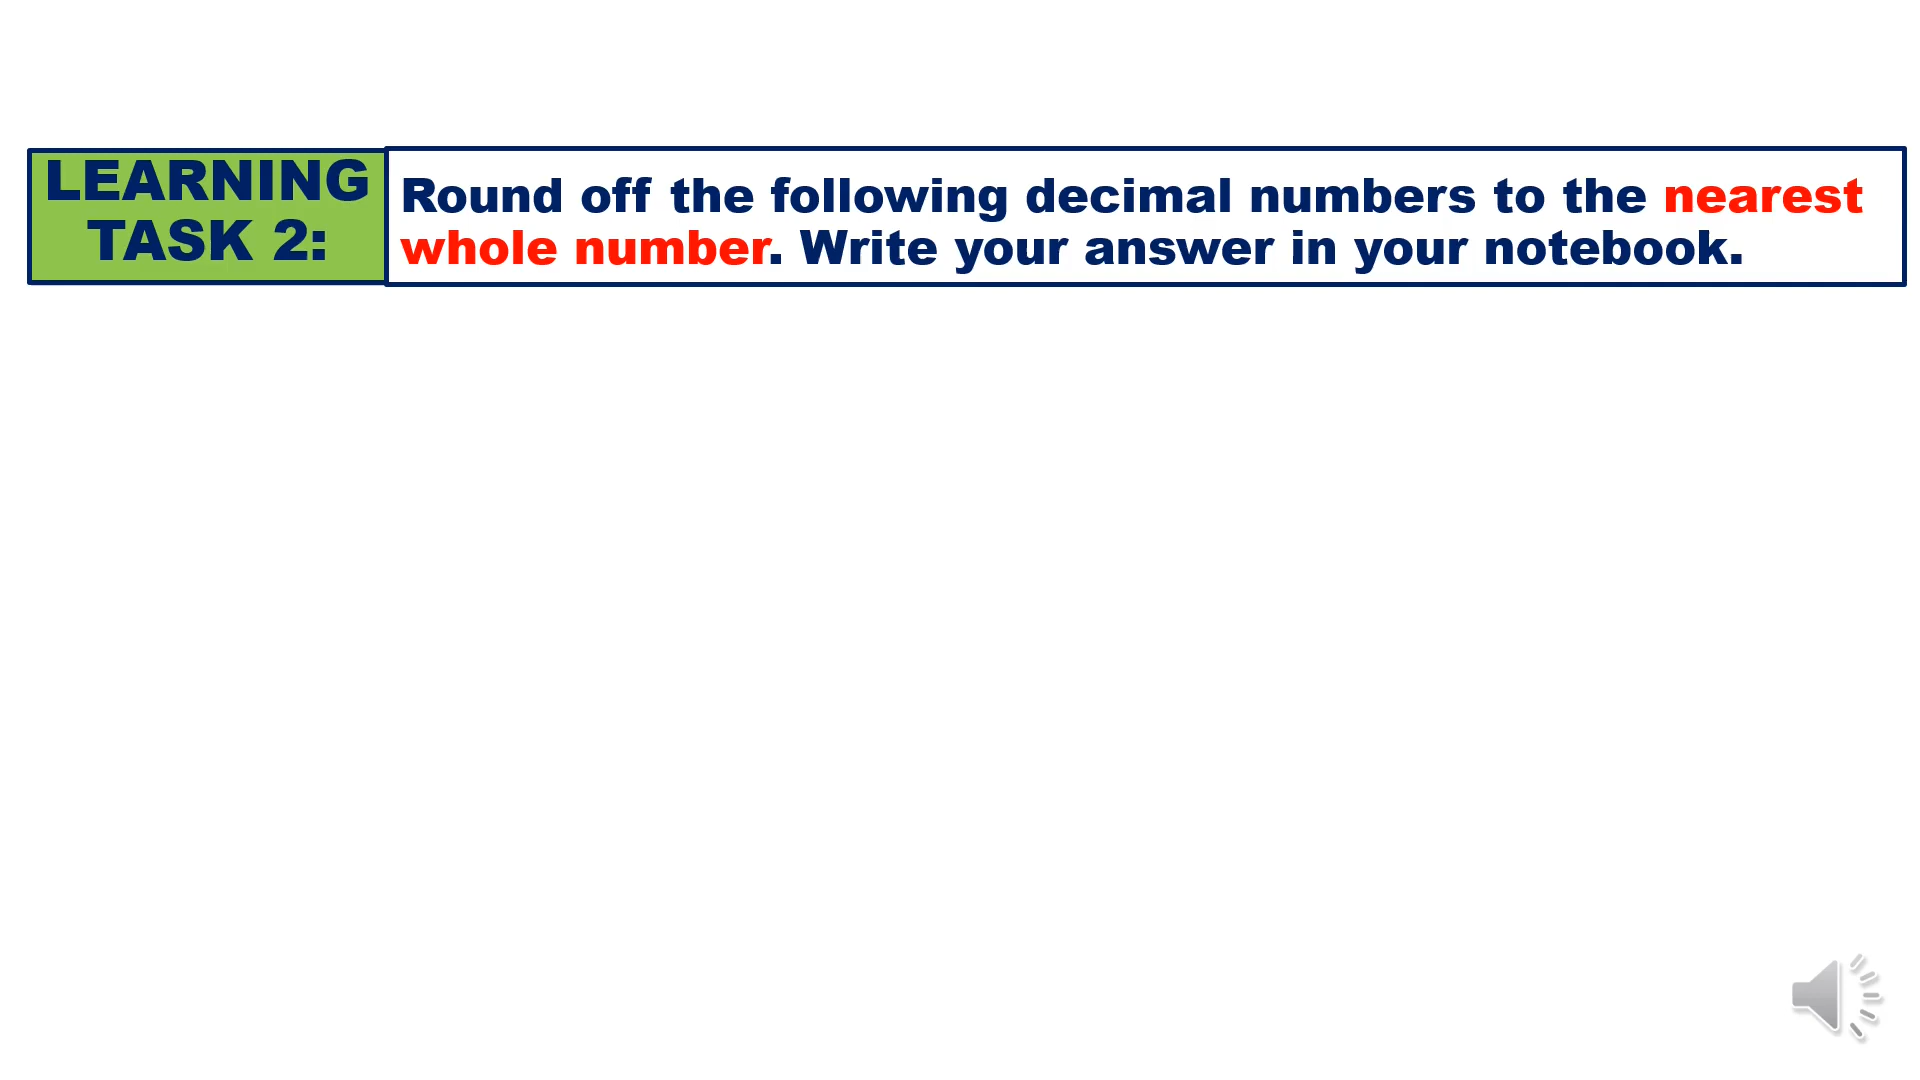 LEARNING
TASK 2:
Round off the following decimal numbers to the nearest
whole number. Write your answer in your notebook.